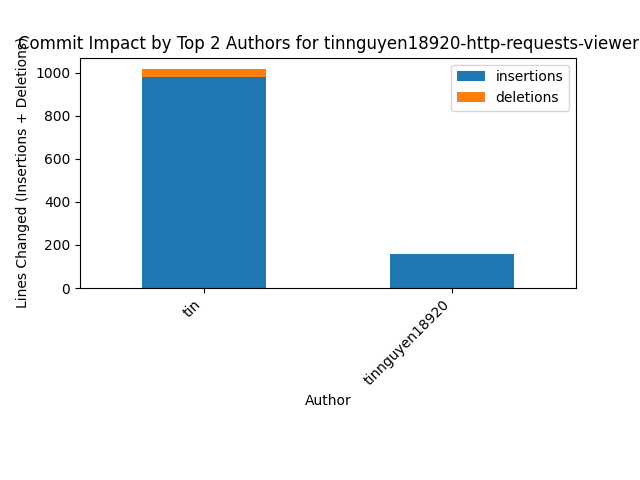 Commit Impact by Top 2 Authors for tinnguyen18920-http-requests-viewer
Lines Changed (Insertions + Deletions)
1000
800
600
400
200
0
insertions
deletions
tin
tinnguyen18920
Author